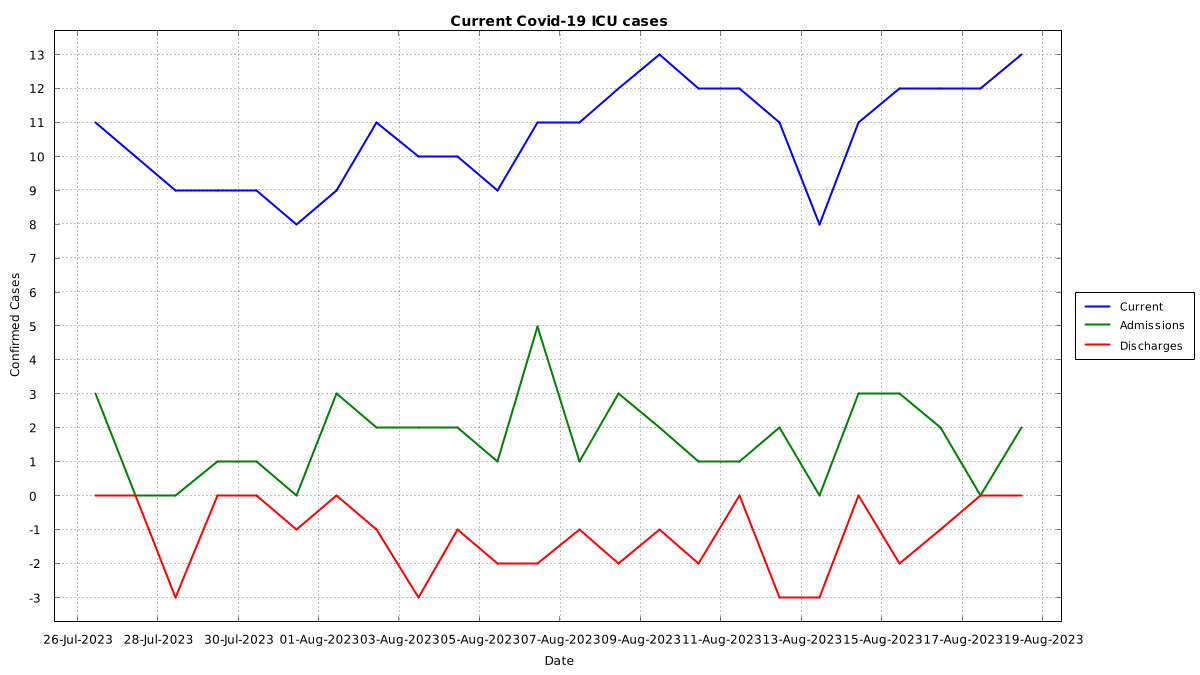 Current Covid-19 ICU cases
13
12
11
10
9
8
7
6
5
4
3
2
1
0
-1
-2
-3
Confirmed Cases
Current
Admissions
Discharges
26-Jul-2023 28-Jul-2023 30-Jul-2023 01-Aug-2023 03-Aug-2023 05-Aug-2023 07-Aug-2023 09-Aug-2023 11-Aug-2023 13-Aug-2023 15-Aug-2023 17-Aug-2023 19-Aug-2023
Date